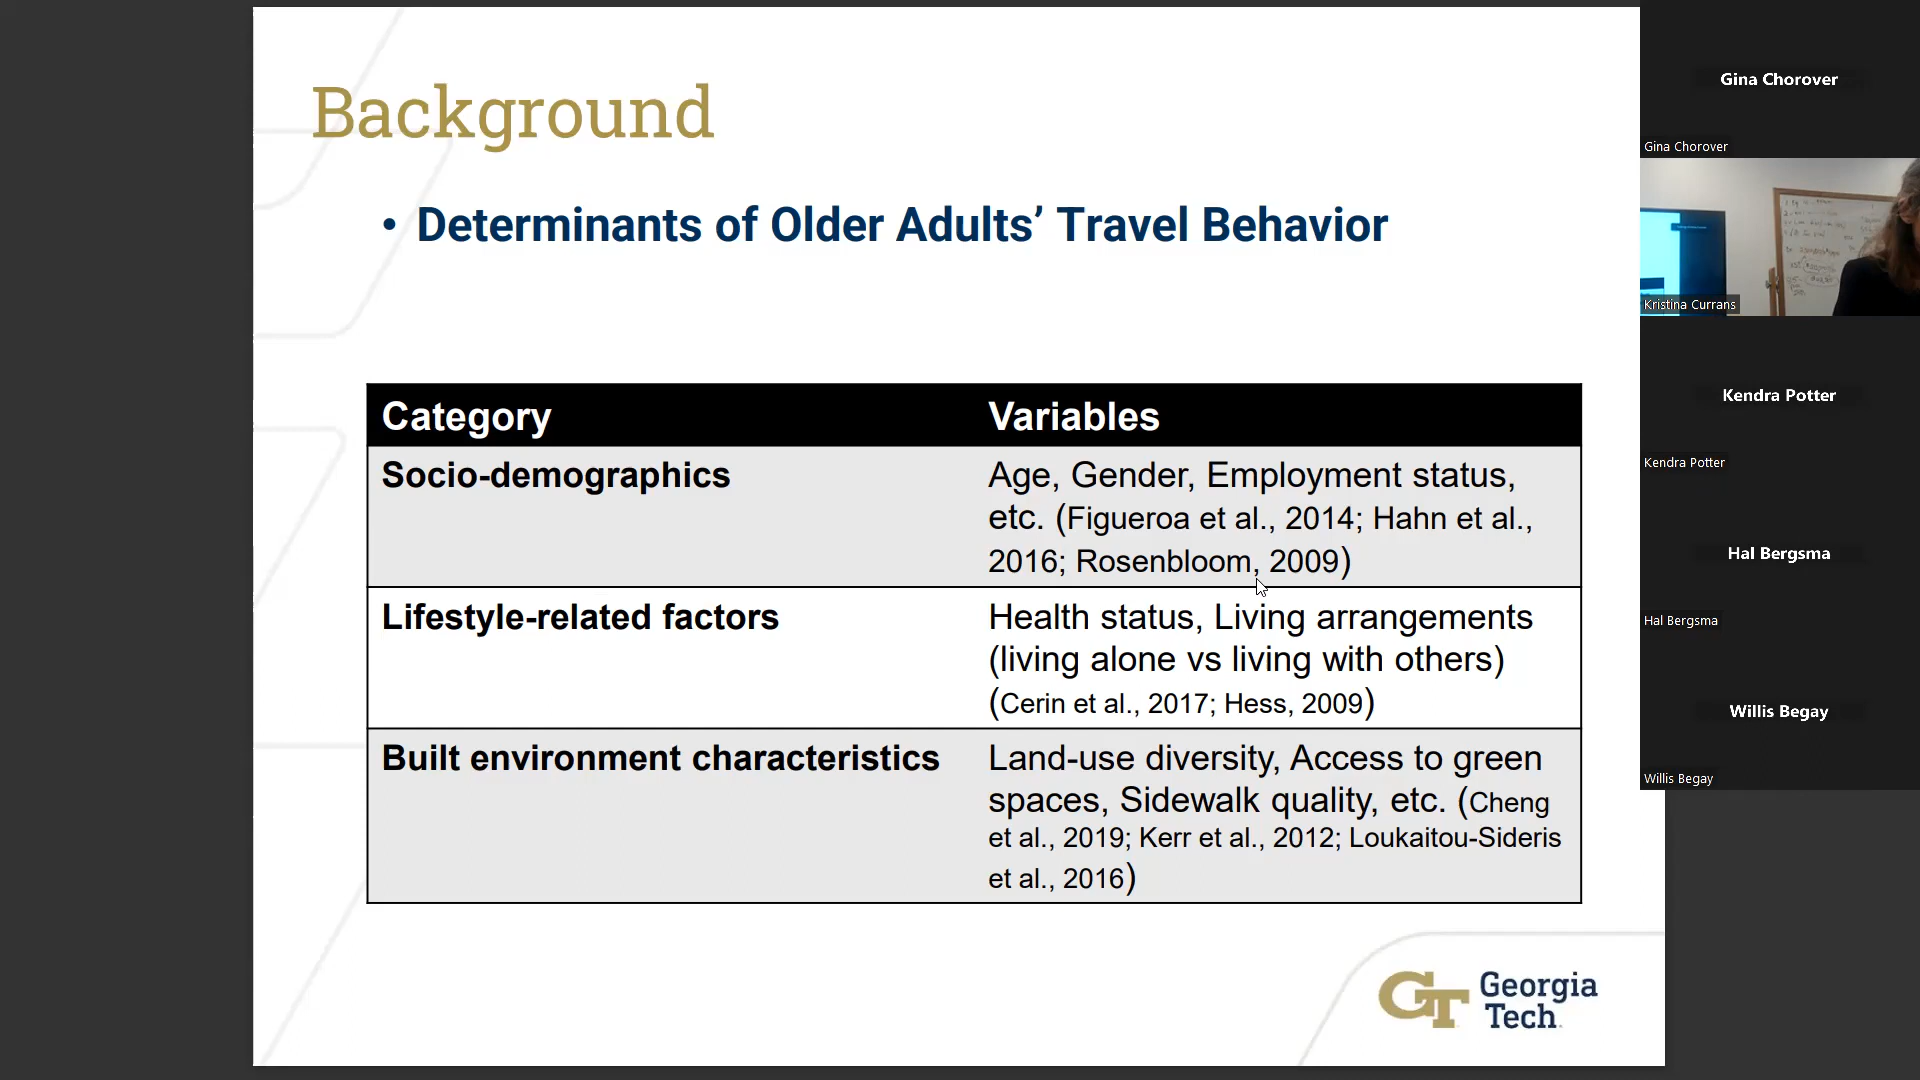 Background
• Determinants of Older Adults’ Travel Behavior
Category
Variables
Socio-demographics
Age, Gender, Employment status,
etc. (Figueroa et al., 2014; Hahn et al.,
2016; Rosenbloom, 2009)
Lifestyle-related factors
Health status, Living arrangements
(living alone vs living with others)
(Cerin et al., 2017; Hess, 2009)
Built environment characteristics
Land-use diversity, Access to green
spaces, Sidewalk quality, etc. (Cheng
et al., 2019; Kerr et al., 2012; Loukaitou-Sideris
et al., 2016)
GT Georgia
Tech
Gina Chorover
Gina Chorover
Kristina Currans
Kendra Potter
Kendra Potter
Hal Bergsma
Hal Bergsma
Willis Begay
Willis Begay